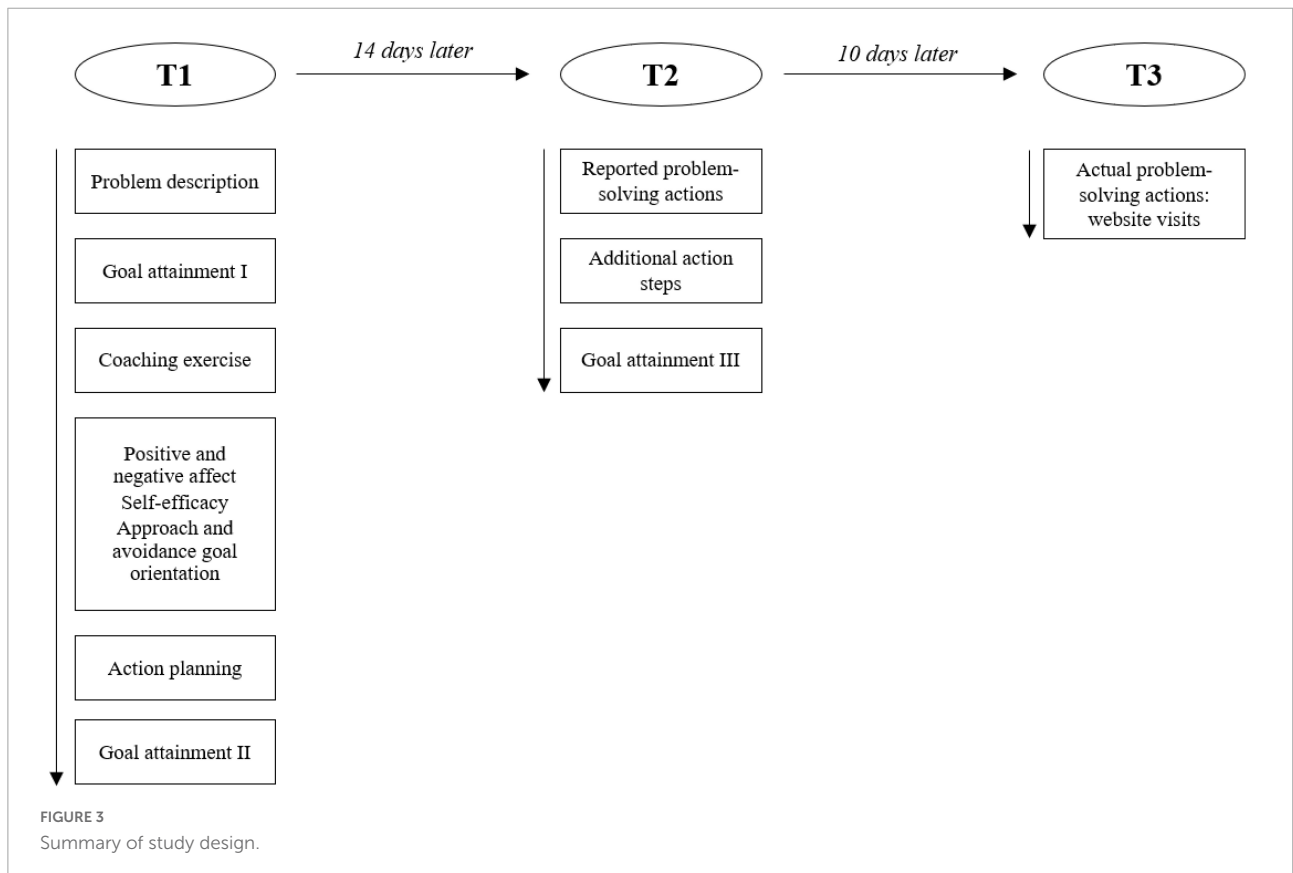 T1
14 days later
T2
10 days later
T3
Problem description
Goal attainment I
Coaching exercise
Positive and
negative affect
Self-efficacy
Approach and
avoidance goal
orientation
Action planning
Goal attainment II
Reported problem-
solving actions
Additional action
steps
Goal attainment III
Actual problem-
solving actions:
website visits
FIGURE 3
Summary of study design.